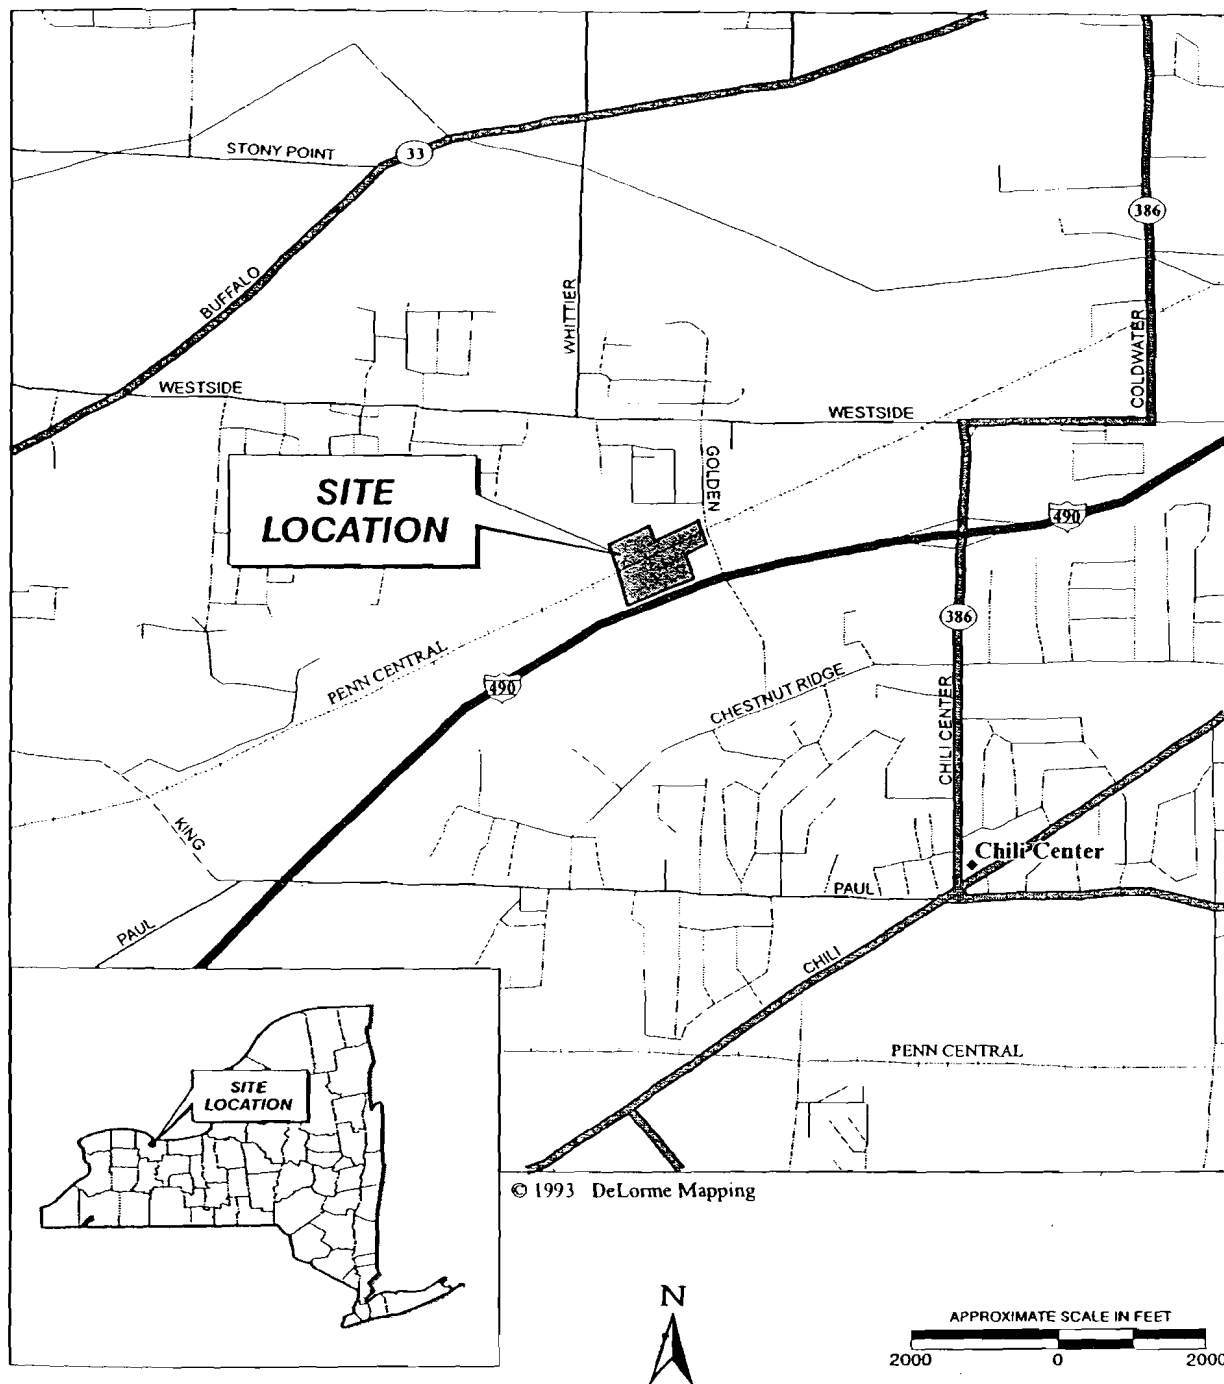 STONY POINT
33
386
BUFFALO
WHITTIER
COLDWATER
WESTSIDE
WESTSIDE
GOLDEN
SITE
LOCATION
490
386
PENN CENTRAL
490
CHESTNUT RIDGE
CHILI CENTER
KING
Chili Center
PAUL
PAUL
CHILI
PENN CENTRAL
SITE
LOCATION
© 1993 DeLorme Mapping
N
APPROXIMATE SCALE IN FEET
2000 0 2000